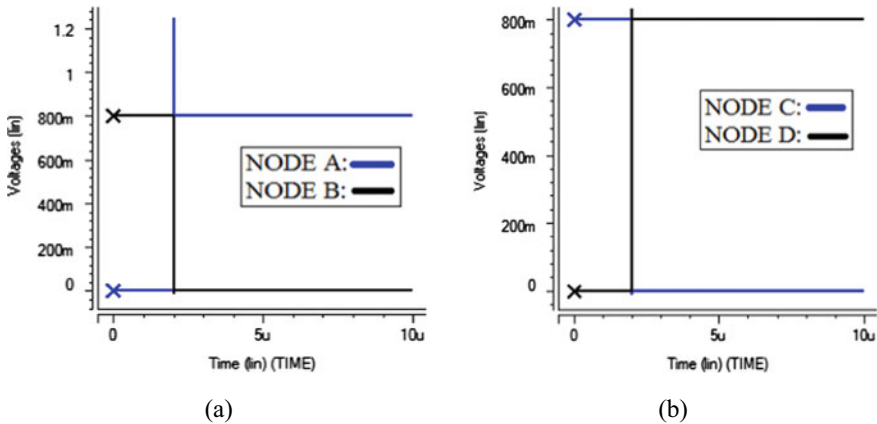 1.2
1
800m
600m
400m
200m
0
Voltages (lin)
NODE A:
NODE B:
0
5u
10u
Time (lin) (TIME)
(a)
800m
600m
400m
200m
0
Voltages (lin)
NODE C:
NODE D:
0
5u
10u
Time (lin) (TIME)
(b)